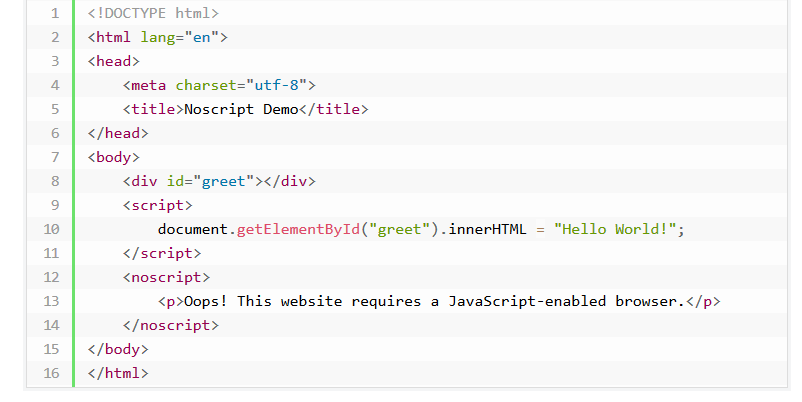 1 <!DOCTYPE html>
2 <html lang="en">
3 <head>
4     <meta charset="utf-8">
5     <title>Noscript Demo</title>
6 </head>
7 <body>
8     <div id="greet"></div>
9     <script>
10         document.getElementById("greet").innerHTML = "Hello World!";
11     </script>
12     <noscript>
13         <p>Oops! This website requires a JavaScript-enabled browser.</p>
14     </noscript>
15 </body>
16 </html>